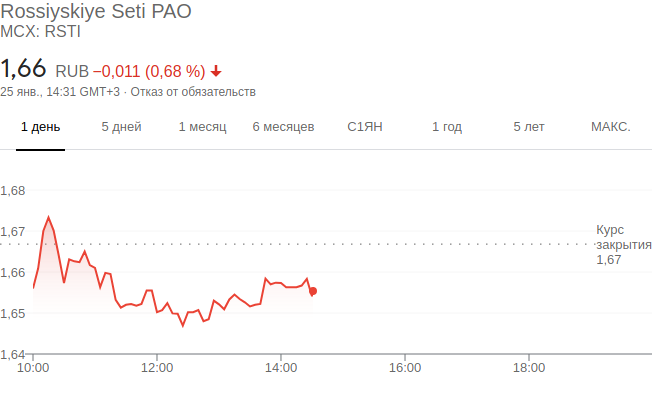 Rossiyskiye Seti PAO
MCX: RSTI
1,66 RUB −0,011 (0,68 %)
25 янв., 14:31 GMT+3 · Отказ от обязательств
1 день 5 дней 1 месяц 6 месяцев С1ЯН 1 год 5 лет МАКС.
1,68
1,67
1,66
1,65
1,64
Курс
закрытия
1,67
10:00 12:00 14:00 16:00 18:00